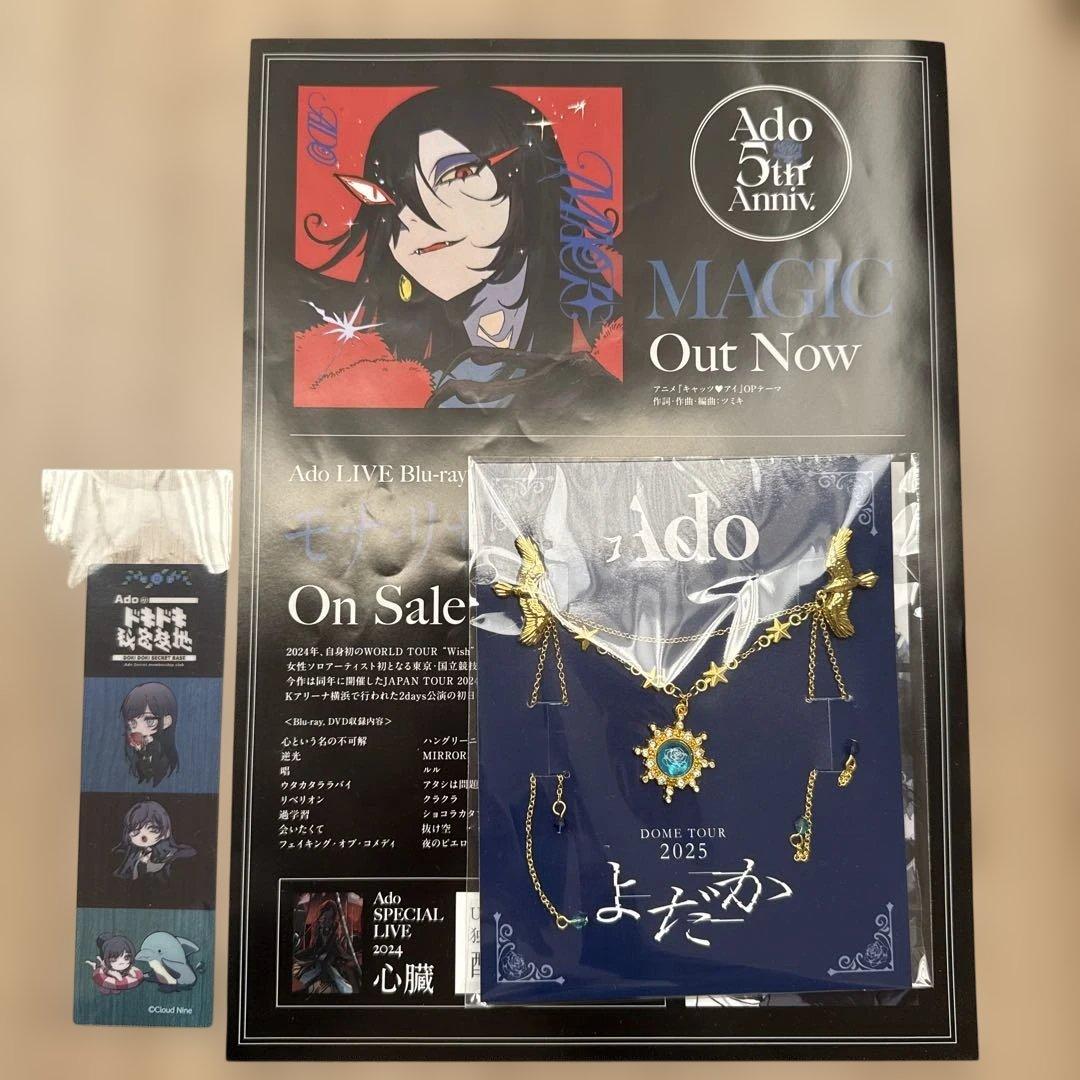 ADO
MAGIC
Ado
5th
Anniv.
MAGIC
Out Now
アニメ『キャッツ♥アイ』OPテーマ
作詞・作曲・編曲：ツミキ
Ado LIVE Blu-ray
モナ・リ
On Sale
2024年、自身初のWORLD TOUR “Wish”
女性ソロアーティスト初となる東京・国立競技
今作は同年に開催したJAPAN TOUR 202
Kアリーナ横浜で行われた2days公演の初日
＜Blu-ray, DVD収録内容＞
心という名の不可解
逆光
唱
ウタカタララバイ
リベリオン
過学習
会いたくて
フェイキング・オブ・コメディ
ハングリーニ
MIRROR
ルル
アタシは問題
クラクラ
ショコラカタ
抜け空
夜のピエロ
Ado
SPECIAL
LIVE
2024
心臓
Ado
DOME TOUR
2025
よだか
Ado
ドキドキ
DOKI DOKI SECRET BASE
Ado Secret membership club
©Cloud Nine